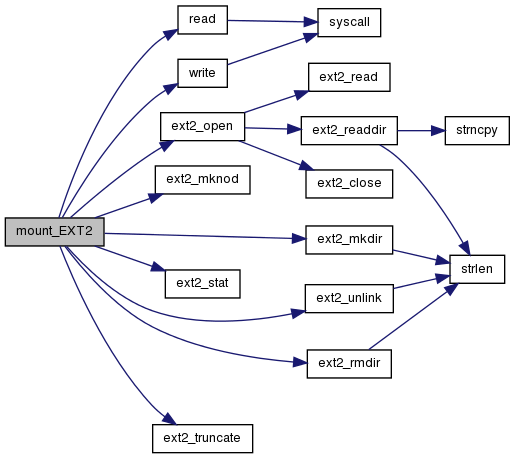 read
syscall
write
ext2_read
ext2_open
ext2_readdir
strncpy
ext2_mknod
ext2_close
mount_EXT2
ext2_mkdir
strlen
ext2_stat
ext2_unlink
ext2_rmdir
ext2_truncate